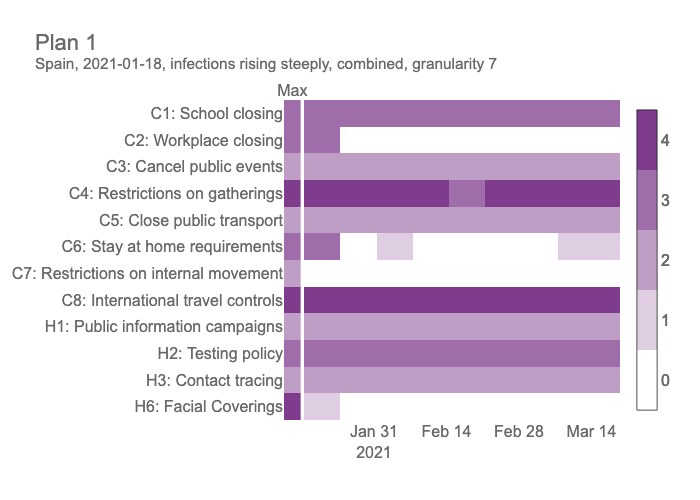 Plan 1
Spain, 2021-01-18, infections rising steeply, combined, granularity 7
Max
C1: School closing
C2: Workplace closing
C3: Cancel public events
C4: Restrictions on gatherings
C5: Close public transport
C6: Stay at home requirements
C7: Restrictions on internal movement
C8: International travel controls
H1: Public information campaigns
H2: Testing policy
H3: Contact tracing
H6: Facial Coverings
4
3
2
1
0
Jan 31 Feb 14 Feb 28 Mar 14
2021